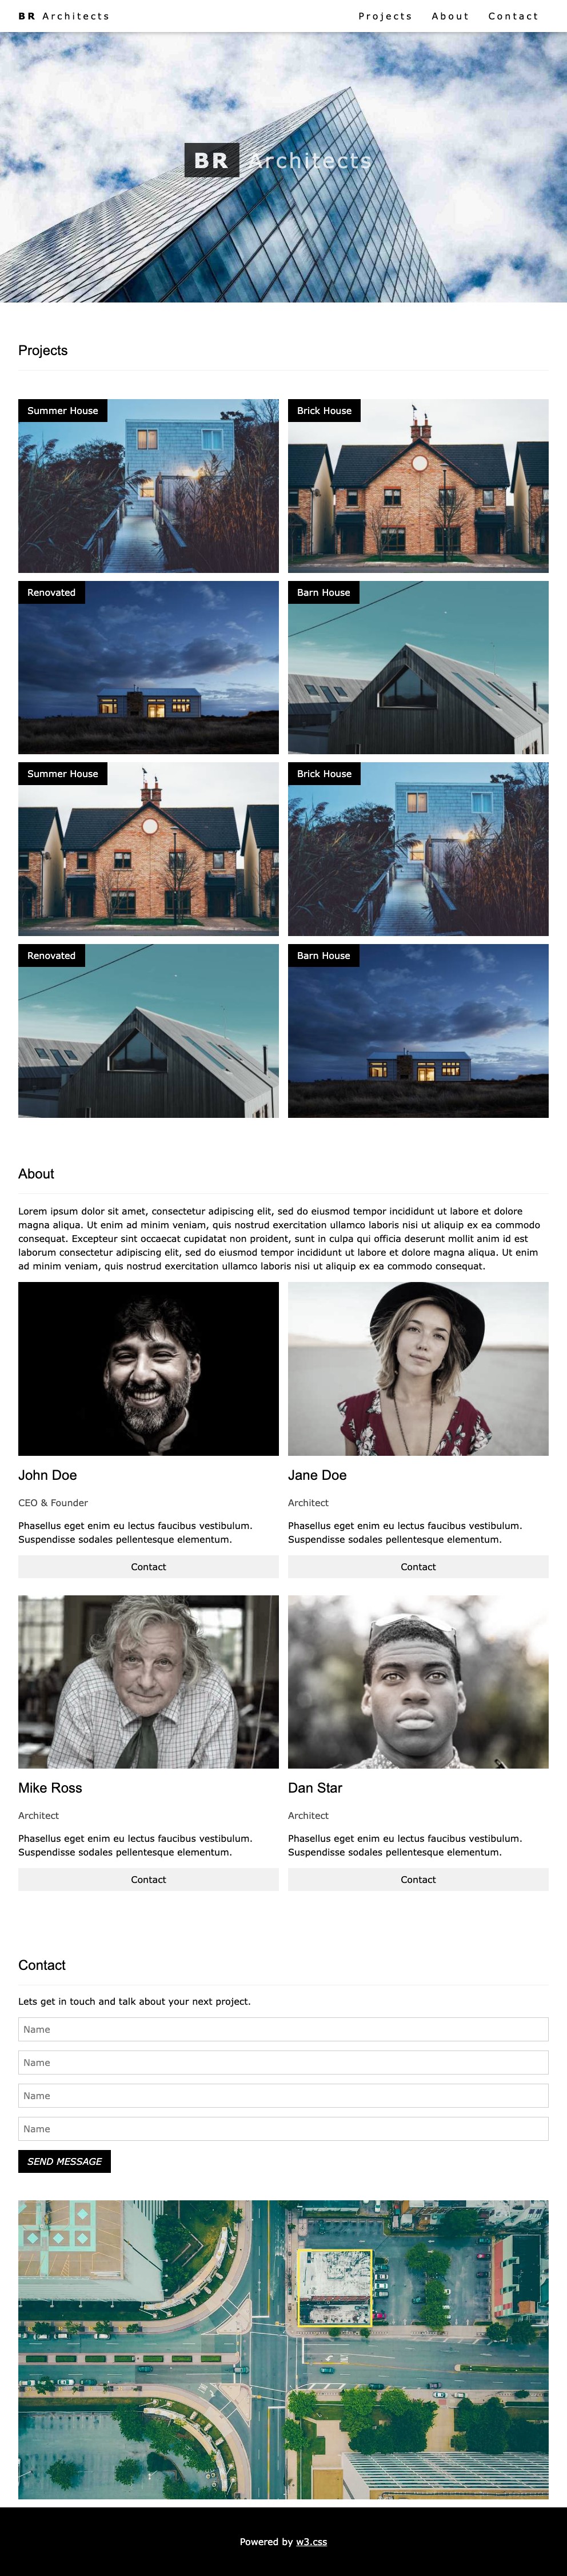 BR Architects
Projects About Contact
BR Architects
Projects
Summer House
Brick House
Renovated
Barn House
Summer House
Brick House
Renovated
Barn House
About
Lorem ipsum dolor sit amet, consectetur adipiscing elit, sed do eiusmod tempor incididunt ut labore et dolore
magna aliqua. Ut enim ad minim veniam, quis nostrud exercitation ullamco laboris nisi ut aliquip ex ea commodo
consequat. Excepteur sint occaecat cupidatat non proident, sunt in culpa qui officia deserunt mollit anim id est
laborum consectetur adipiscing elit, sed do eiusmod tempor incididunt ut labore et dolore magna aliqua. Ut enim
ad minim veniam, quis nostrud exercitation ullamco laboris nisi ut aliquip ex ea commodo consequat.
John Doe
CEO & Founder
Phasellus eget enim eu lectus faucibus vestibulum.
Suspendisse sodales pellentesque elementum.
Contact
Jane Doe
Architect
Phasellus eget enim eu lectus faucibus vestibulum.
Suspendisse sodales pellentesque elementum.
Contact
Mike Ross
Architect
Phasellus eget enim eu lectus faucibus vestibulum.
Suspendisse sodales pellentesque elementum.
Contact
Dan Star
Architect
Phasellus eget enim eu lectus faucibus vestibulum.
Suspendisse sodales pellentesque elementum.
Contact
Contact
Lets get in touch and talk about your next project.
Name
Name
Name
Name
SEND MESSAGE
Powered by w3.css